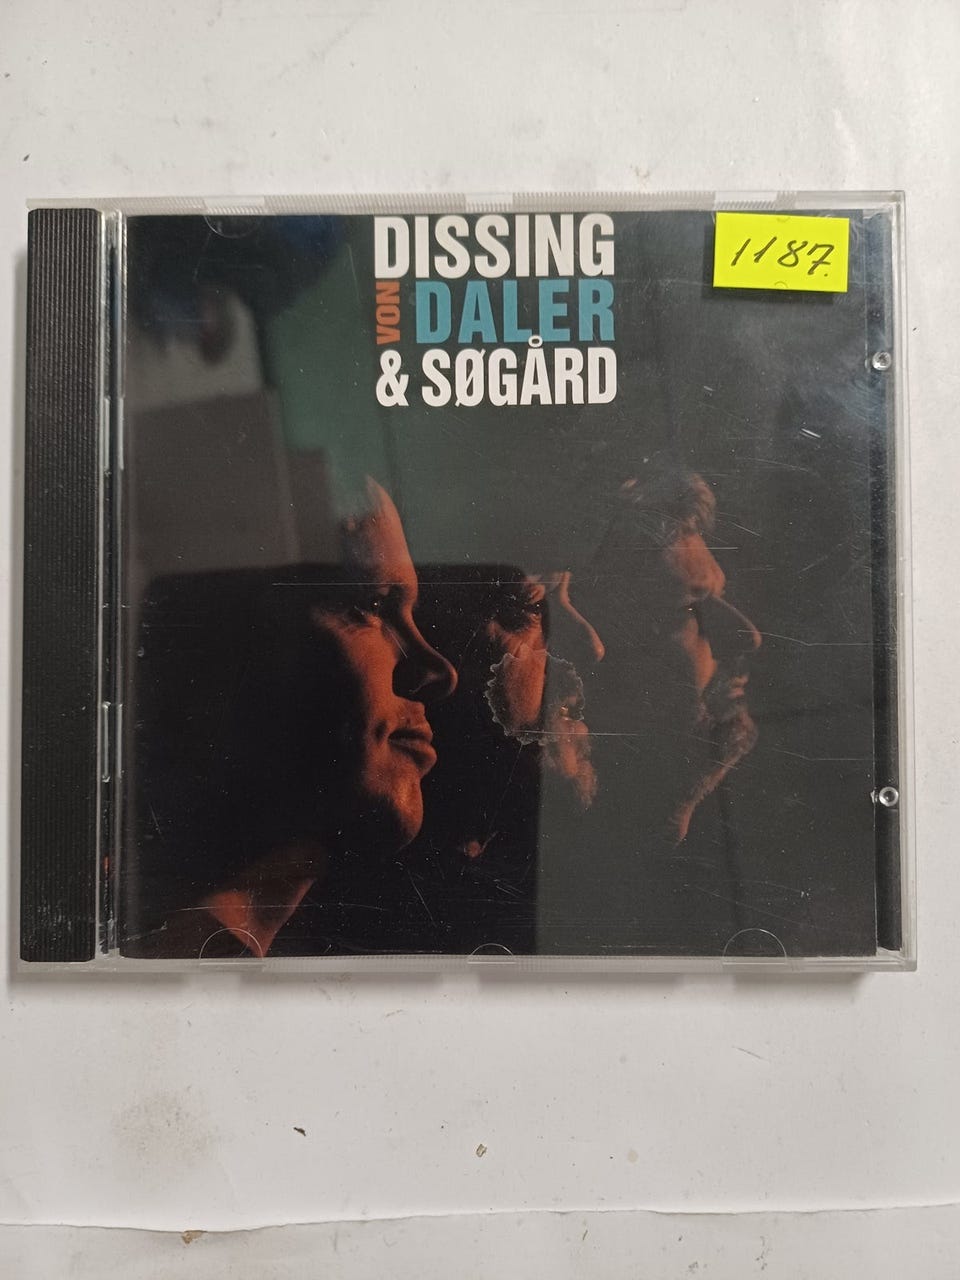 DISSING
VON DALER
& SØGÅRD
1187.